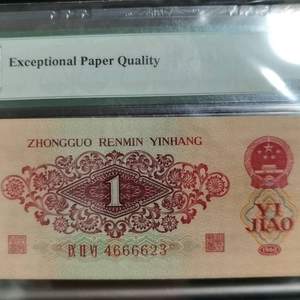 Exceptional Paper Quality
ZHONGGUO RENMIN YINHANG
1
YI
JIAO
4666623